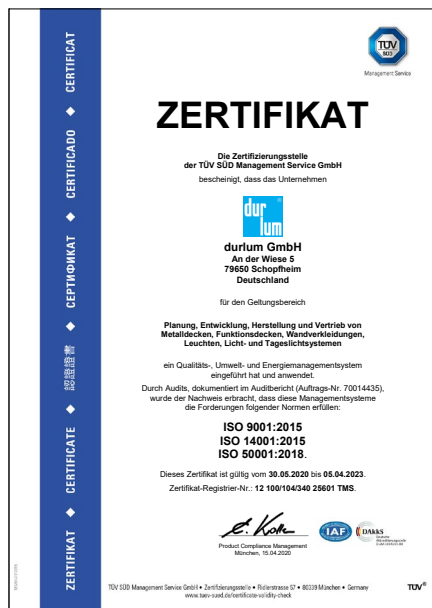 TÜV
SÜD
Management Service
ZERTIFIKAT
Die Zertifizierungsstelle
der TÜV SÜD Management Service GmbH
bescheinigt, dass das Unternehmen
dur
lum
®
durlum GmbH
An der Wiese 5
79650 Schopfheim
Deutschland
für den Geltungsbereich
Planung, Entwicklung, Herstellung und Vertrieb von
Metalldecken, Funktionsdecken, Wandverkleidungen,
Leuchten, Licht- und Tageslichtsystemen
ein Qualitäts-, Umwelt- und Energiemanagementsystem
eingeführt hat und anwendet.
Durch Audits, dokumentiert im Auditbericht (Auftrags-Nr. 70014435),
wurde der Nachweis erbracht, dass diese Managementsysteme
die Forderungen folgender Normen erfüllen:
ISO 9001:2015
ISO 14001:2015
ISO 50001:2018.
Dieses Zertifikat ist gültig vom 30.05.2020 bis 05.04.2023.
Zertifikat-Registrier-Nr.: 12 100/104/340 25601 TMS.
Product Compliance Management
München, 15.04.2020
IAF
DAkkS
TÜV SÜD Management Service GmbH • Zertifizierungsstelle • Ridlerstrasse 57 • 80339 München • Germany
www.tuev-sued.de/certificate-validity-check
TÜV®
ZERTIFIKAT ◆ CERTIFICATE ◆ 認證證書 ◆ СЕРТИФИКАТ ◆ CERTIFICADO ◆ CERTIFICAT